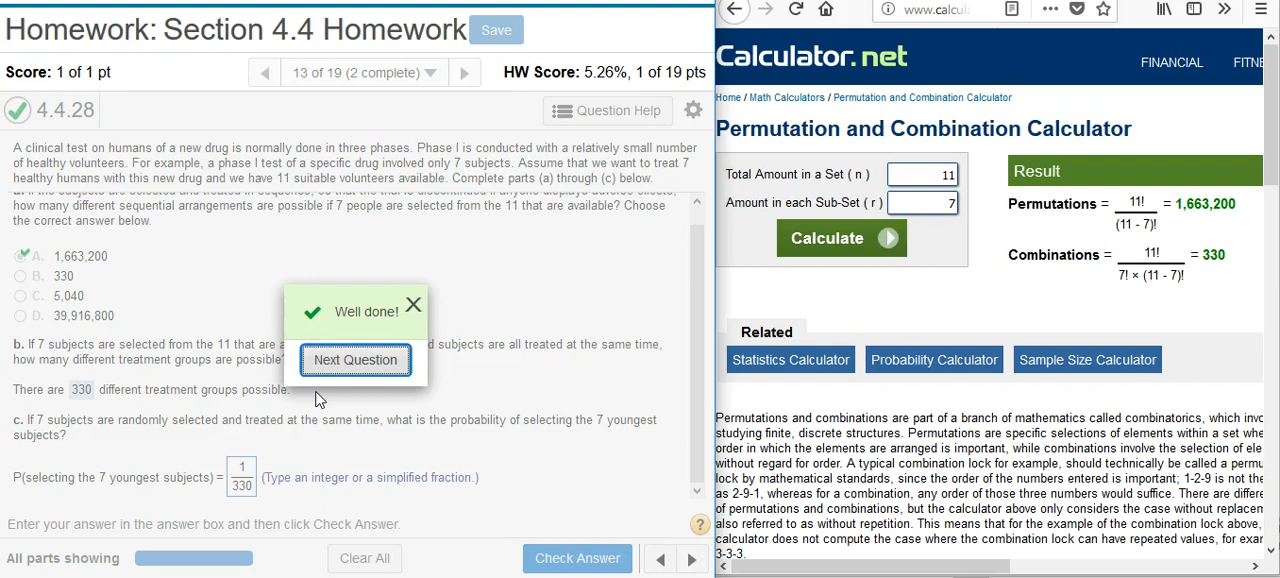 Homework: Section 4.4 Homework
Save
Score: 1 of 1 pt
13 of 19 (2 complete)
HW Score: 5.26%, 1 of 19 pts
4.4.28
Question Help
A clinical test on humans of a new drug is normally done in three phases. Phase I is conducted with a relatively small number
of healthy volunteers. For example, a phase I test of a specific drug involved only 7 subjects. Assume that we want to treat 7
healthy humans with this new drug and we have 11 suitable volunteers available. Complete parts (a) through (c) below.
how many different sequential arrangements are possible if 7 people are selected from the 11 that are available? Choose
the correct answer below.
A. 1,663,200
B. 330
C. 5,040
D. 39,916,800
Well done!
Next Question
b. If 7 subjects are selected from the 11 that are a d subjects are all treated at the same time,
how many different treatment groups are possible?
There are 330 different treatment groups possible.
c. If 7 subjects are randomly selected and treated at the same time, what is the probability of selecting the 7 youngest
subjects?
P(selecting the 7 youngest subjects) = 1/330 (Type an integer or a simplified fraction.)
Enter your answer in the answer box and then click Check Answer.
?
All parts showing
Clear All
Check Answer
www.calcul
Calculator.net
FINANCIAL
FITNE
Home / Math Calculators / Permutation and Combination Calculator
Permutation and Combination Calculator
Total Amount in a Set ( n ) 11
Amount in each Sub-Set ( r ) 7
Calculate
Result
Permutations = 11! / (11 - 7)! = 1,663,200
Combinations = 11! / 7! × (11 - 7)! = 330
Related
Statistics Calculator
Probability Calculator
Sample Size Calculator
Permutations and combinations are part of a branch of mathematics called combinatorics, which invo
studying finite, discrete structures. Permutations are specific selections of elements within a set whe
order in which the elements are arranged is important, while combinations involve the selection of ele
without regard for order. A typical combination lock for example, should technically be called a permu
lock by mathematical standards, since the order of the numbers entered is important; 1-2-9 is not the
as 2-9-1, whereas for a combination, any order of those three numbers would suffice. There are differe
of permutations and combinations, but the calculator above only considers the case without replacen
also referred to as without repetition. This means that for the example of the combination lock above,
calculator does not compute the case where the combination lock can have repeated values, for exar
3-3-3.